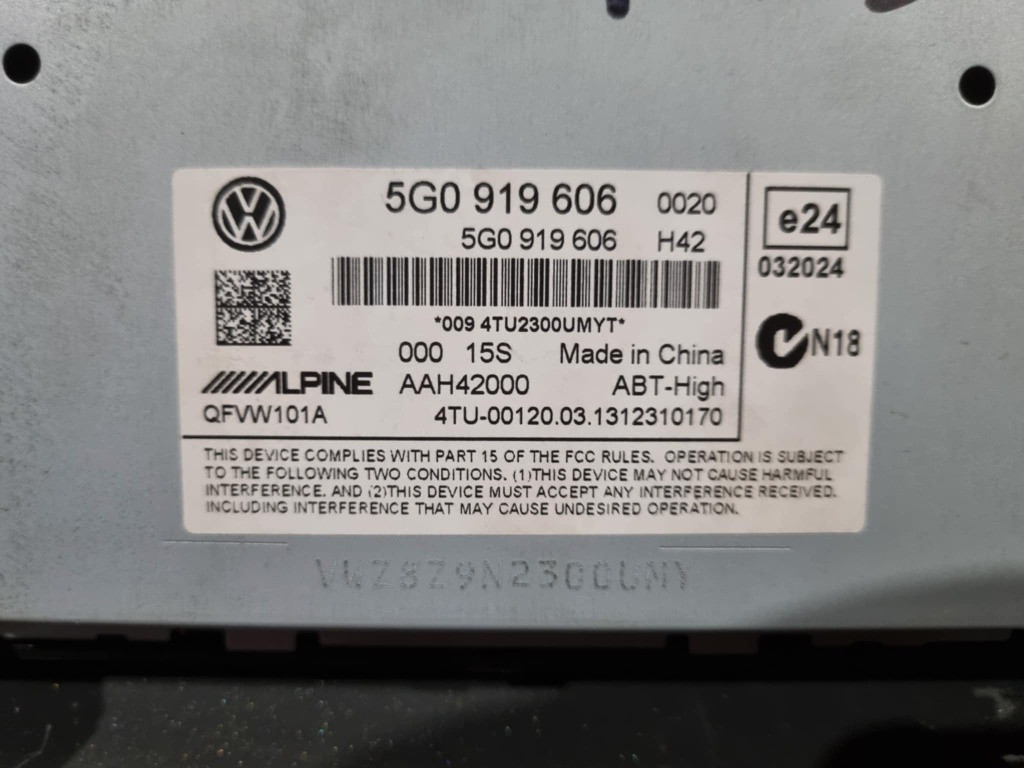 5G0 919 606 0020
5G0 919 606 H42
*009 4TU2300UMYT*
000 15S Made in China
ALPINE AAH42000 ABT-High
QFVW101A 4TU-00120.03.1312310170
e24
032024
N18
THIS DEVICE COMPLIES WITH PART 15 OF THE FCC RULES. OPERATION IS SUBJECT
TO THE FOLLOWING TWO CONDITIONS. (1)THIS DEVICE MAY NOT CAUSE HARMFUL
INTERFERENCE. AND (2)THIS DEVICE MUST ACCEPT ANY INTERFERENCE RECEIVED.
INCLUDING INTERFERENCE THAT MAY CAUSE UNDESIRED OPERATION.
VWZ8Z9N2300UMY